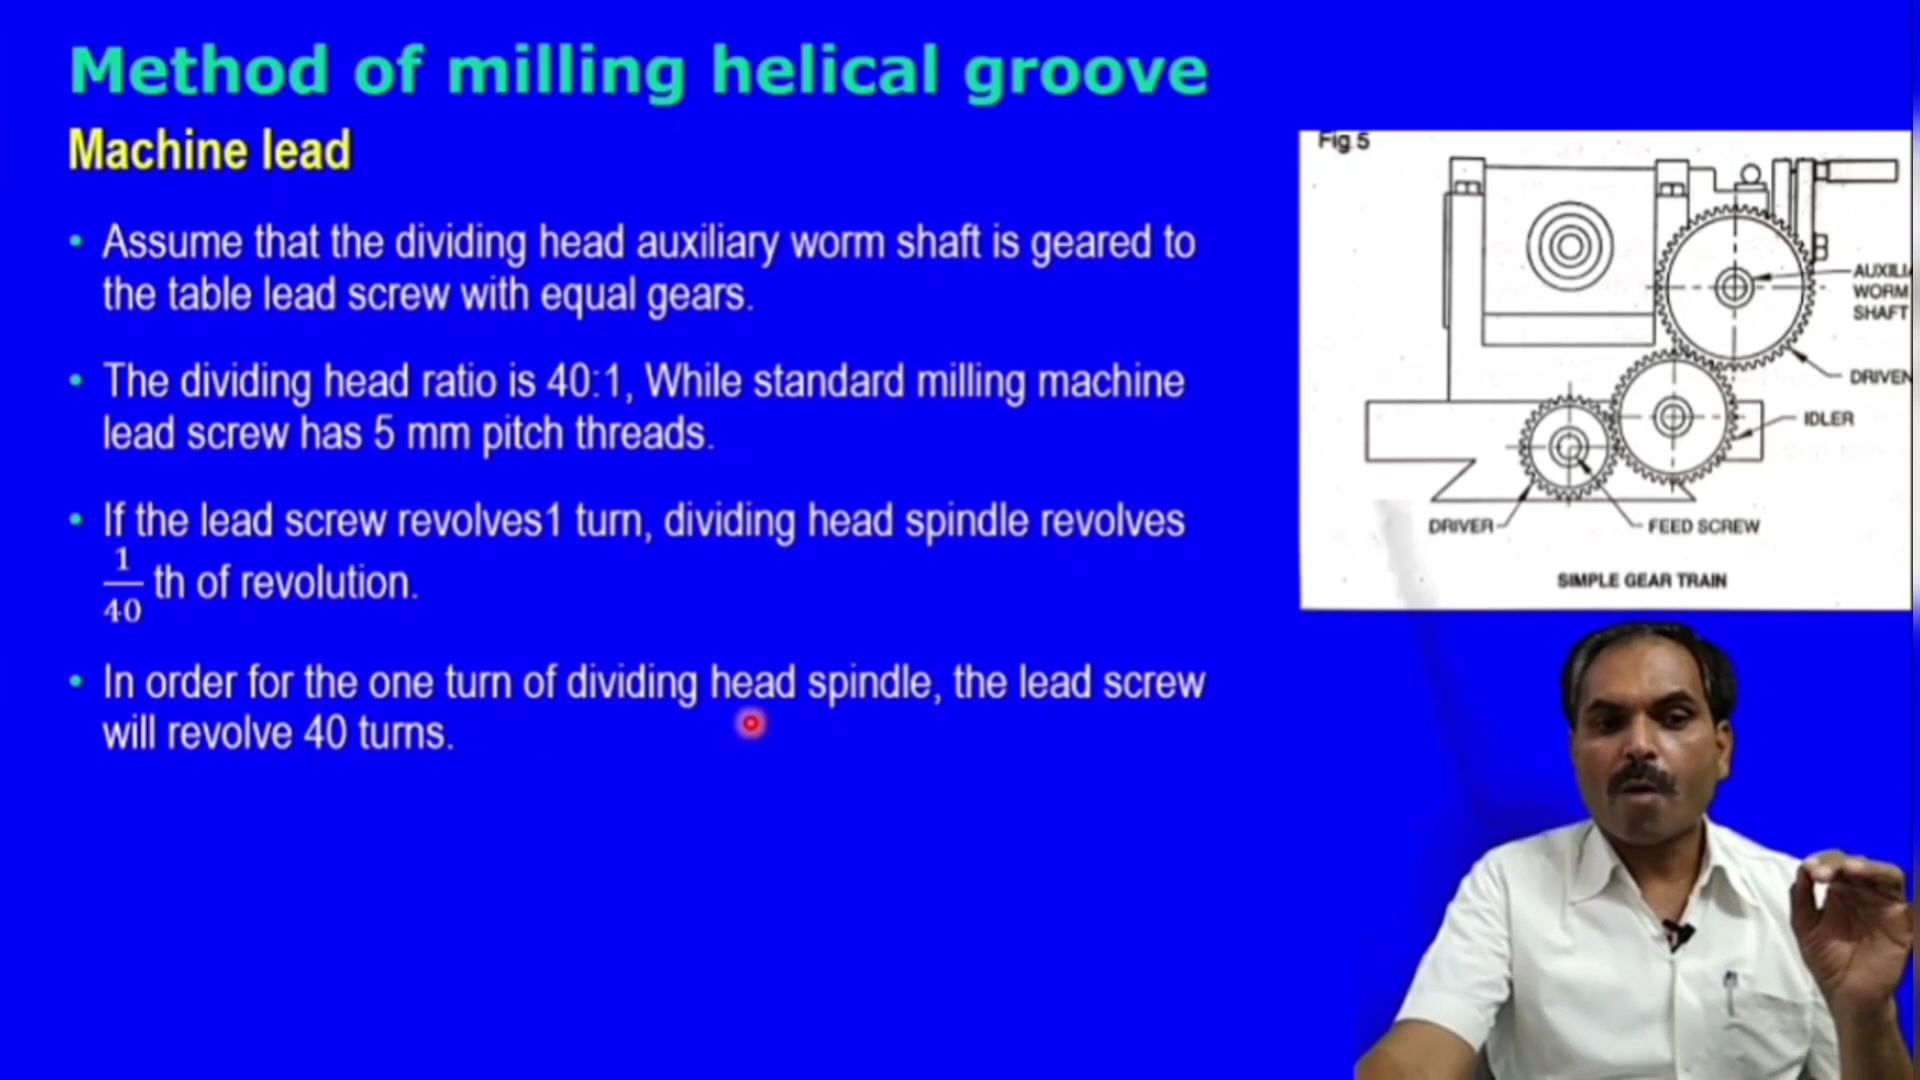 Method of milling helical groove
Machine lead
• Assume that the dividing head auxiliary worm shaft is geared to
the table lead screw with equal gears.
• The dividing head ratio is 40:1, While standard milling machine
lead screw has 5 mm pitch threads.
• If the lead screw revolves1 turn, dividing head spindle revolves
1/40 th of revolution.
• In order for the one turn of dividing head spindle, the lead screw
will revolve 40 turns.
Fig 5
AUXILIA
WORM
SHAFT
DRIVEN
IDLER
DRIVER
FEED SCREW
SIMPLE GEAR TRAIN